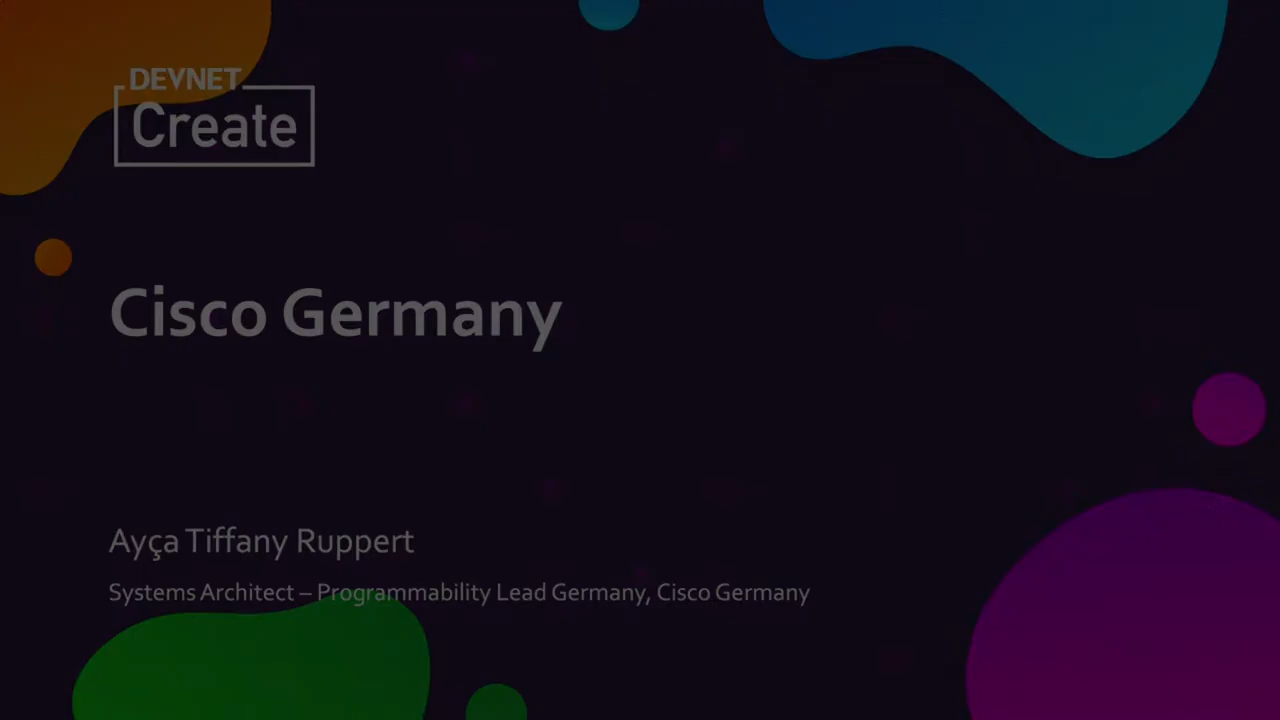 DEVNET
Create
Cisco Germany
Ayça Tiffany Ruppert
Systems Architect – Programmability Lead Germany, Cisco Germany